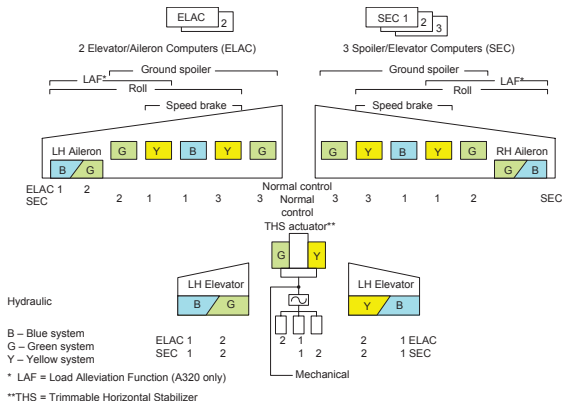 ELAC 2
SEC 1 2 3
2 Elevator/Aileron Computers (ELAC)
3 Spoiler/Elevator Computers (SEC)
Ground spoiler
Ground spoiler
LAF*
LAF*
Roll
Roll
Speed brake
Speed brake
LH Aileron
G Y B Y G
G Y B Y G
RH Aileron
B / G
G / B
ELAC 1 2
Normal control
SEC 2 1 1 3 3
Normal control
3 3 1 1 2 SEC
THS actuator**
G Y
LH Elevator
LH Elevator
B / G
Y / B
Hydraulic
B – Blue system
G – Green system
Y – Yellow system
ELAC 1 2
2 1
2 1 ELAC
SEC 1 2
1 2
2 1 SEC
Mechanical
* LAF = Load Alleviation Function (A320 only)
**THS = Trimmable Horizontal Stabilizer